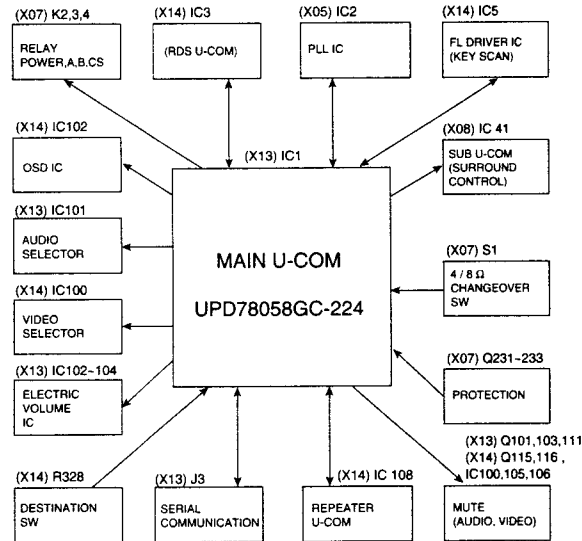 (X07) K2,3,4
RELAY
POWER,A,B.CS
(X14) IC3
(RDS U-COM)
(X05) IC2
PLL IC
(X14) IC5
FL DRIVER IC
(KEY SCAN)
(X14) IC102
OSD IC
(X13) IC1
MAIN U-COM
UPD78058GC-224
(X08) IC 41
SUB U-COM
(SURROUND
CONTROL)
(X13) IC101
AUDIO
SELECTOR
(X07) S1
4 / 8 Ω
CHANGEOVER
SW
(X14) IC100
VIDEO
SELECTOR
(X13) IC102~104
ELECTRIC
VOLUME
IC
(X07) Q231~233
PROTECTION
(X14) R328
DESTINATION
SW
(X13) J3
SERIAL
COMMUNICATION
(X14) IC 108
REPEATER
U-COM
(X13) Q101,103,111
(X14) Q115,116 ,
IC100,105,106
MUTE
(AUDIO, VIDEO)